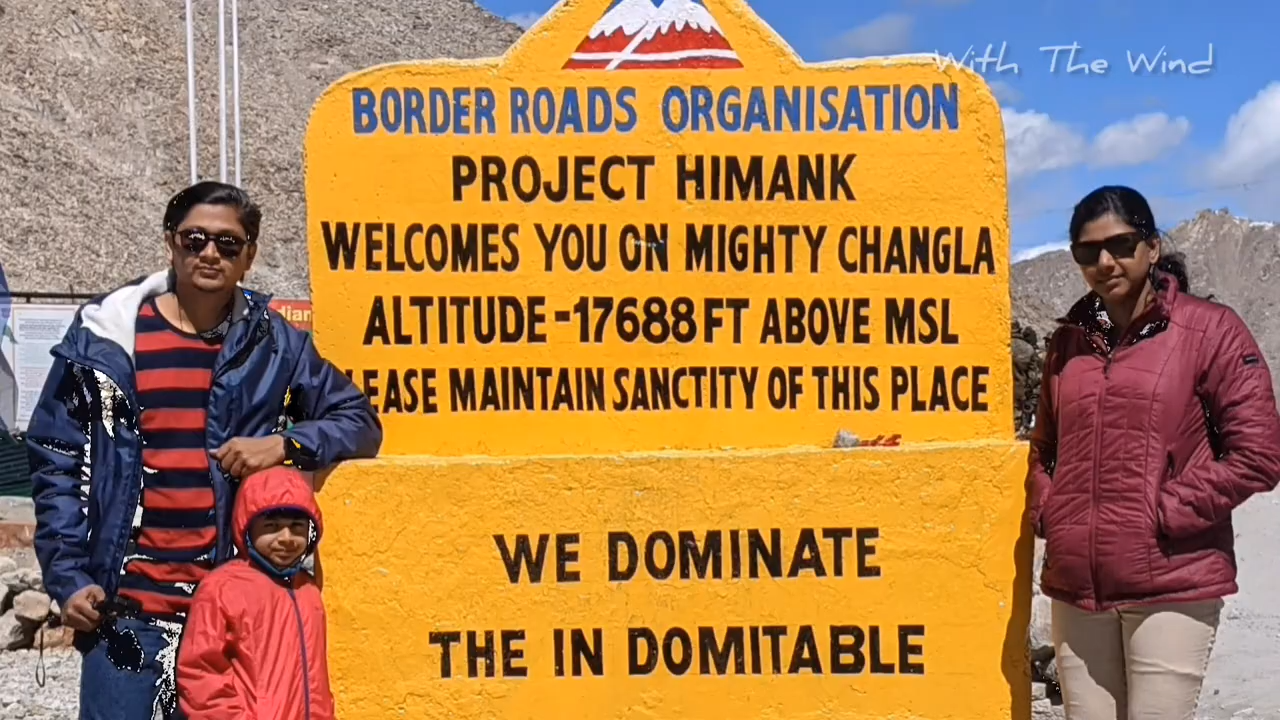 With The Wind
BORDER ROADS ORGANISATION
PROJECT HIMANK
WELCOMES YOU ON MIGHTY CHANGLA
ALTITUDE-17688 FT ABOVE MSL
LEASE MAINTAIN SANCTITY OF THIS PLACE
WE DOMINATE
THE IN DOMITABLE
dian